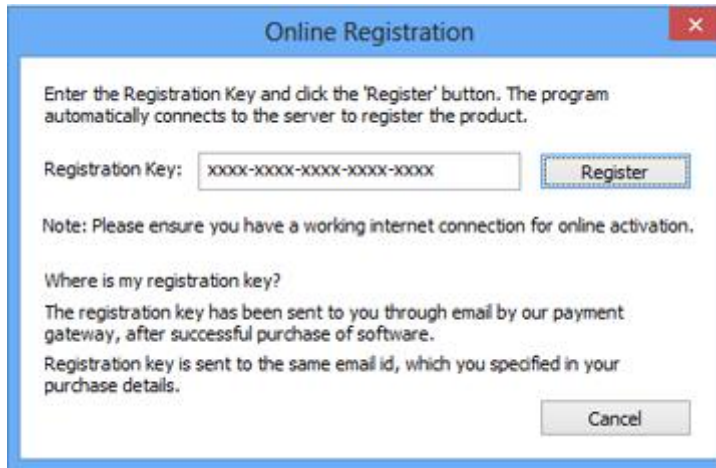 Online Registration
Enter the Registration Key and click the 'Register' button. The program
automatically connects to the server to register the product.
Registration Key: xxxx-xxxx-xxxx-xxxx-xxxx Register
Note: Please ensure you have a working internet connection for online activation.
Where is my registration key?
The registration key has been sent to you through email by our payment
gateway, after successful purchase of software.
Registration key is sent to the same email id, which you specified in your
purchase details.
Cancel